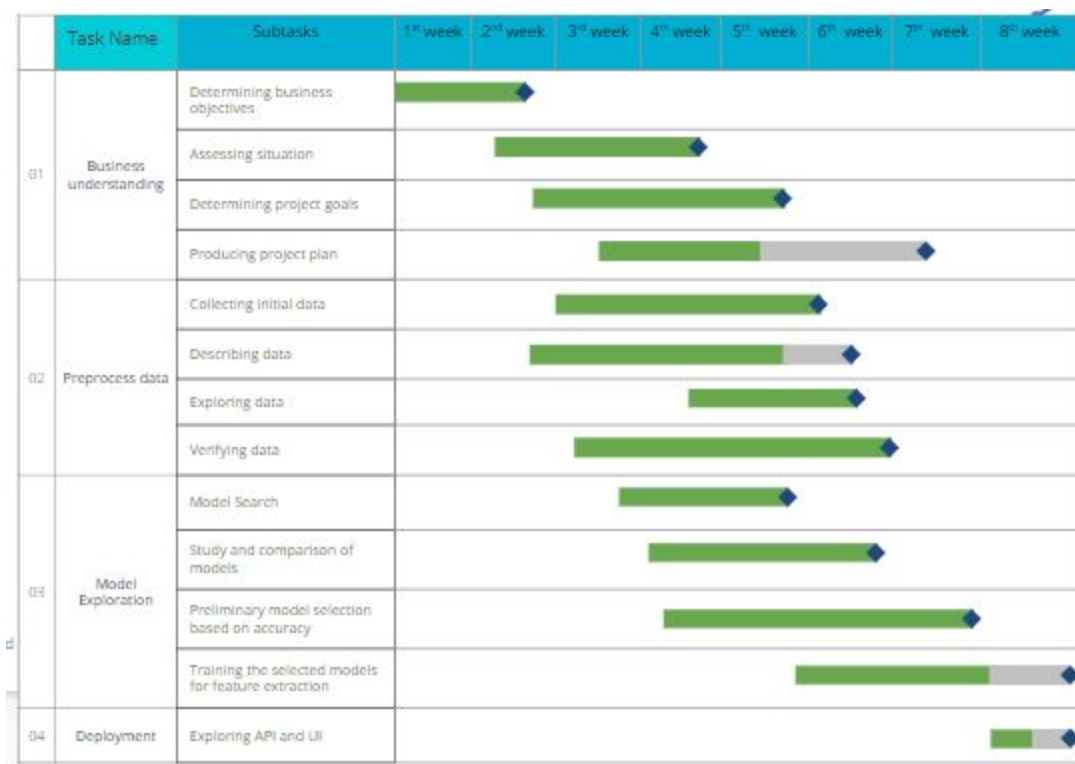 Task Name Subtasks 1st week 2nd week 3rd week 4th week 5th week 6th week 7th week 8th week
01
Business
understanding
Determining business
objectives
Assessing situation
Determining project goals
Producing project plan
02
Preprocess data
Collecting initial data
Describing data
Exploring data
Verifying data
03
Model
Exploration
Model Search
Study and comparison of
models
Preliminary model selection
based on accuracy
Training the selected models
for feature extraction
04
Deployment
Exploring API and UI